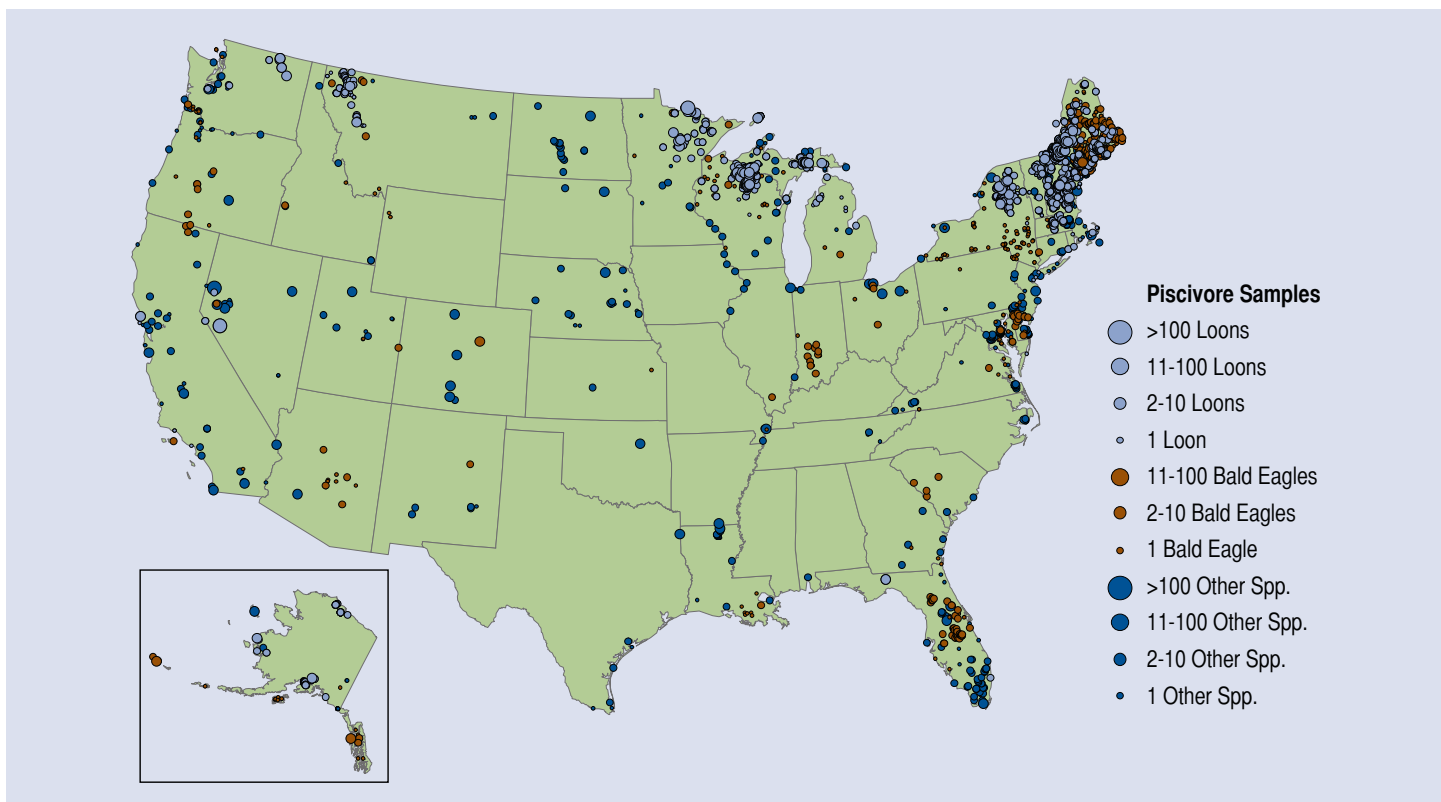 Piscivore Samples
>100 Loons
11-100 Loons
2-10 Loons
1 Loon
11-100 Bald Eagles
2-10 Bald Eagles
1 Bald Eagle
>100 Other Spp.
11-100 Other Spp.
2-10 Other Spp.
1 Other Spp.